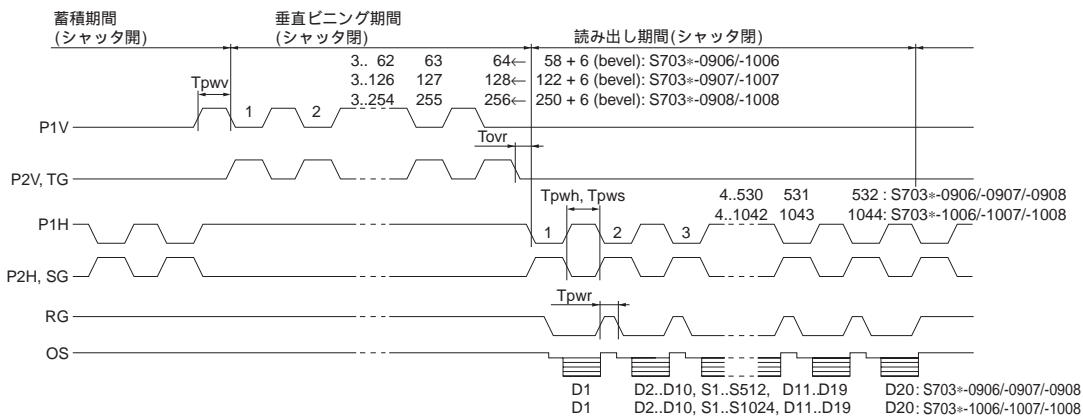 蓄積期間
(シャッタ開)
垂直ビニング期間
(シャッタ閉)
読み出し期間(シャッタ閉)
3.. 62 63 64← 58 + 6 (bevel): S703*-0906/-1006
3..126 127 128← 122 + 6 (bevel): S703*-0907/-1007
3..254 255 256← 250 + 6 (bevel): S703*-0908/-1008
Tpwv
P1V
1 2
Tovr
P2V, TG
Tpwh, Tpws
4..530 531 532 : S703*-0906/-0907/-0908
4..1042 1043 1044: S703*-1006/-1007/-1008
P1H
1 2 3
P2H, SG
Tpwr
RG
OS
D1 D2..D10, S1..S512, D11..D19 D20: S703*-0906/-0907/-0908
D1 D2..D10, S1..S1024, D11..D19 D20: S703*-1006/-1007/-1008